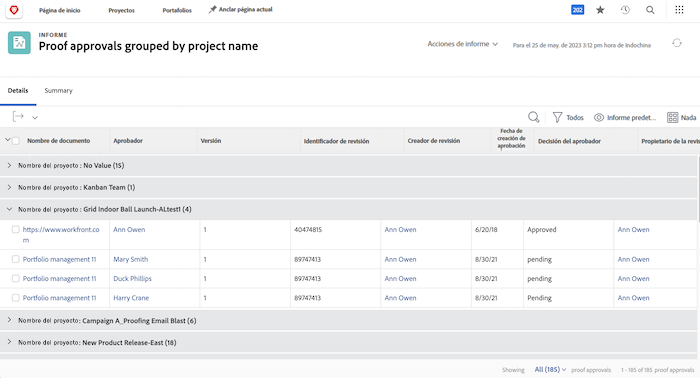 Página de inicio Proyectos Portafolios Anclar página actual 202
INFORME
Proof approvals grouped by project name
Acciones de informe Para el 25 de may. de 2023 3:12 pm hora de Indochina
Details Summary
Todos Informe predet... Nada
Nombre de documento Aprobador Versión Identificador de revisión Creador de revisión Fecha de creación de aprobación Decisión del aprobador Propietario de la revis
Nombre del proyecto: No Value (15)
Nombre del proyecto: Kanban Team (1)
Nombre del proyecto: Grid Indoor Ball Launch-ALtest1 (4)
https://www.workfront.co
m Ann Owen 1 40474815 Ann Owen 6/20/18 Approved Ann Owen
Portfolio management 11 Mary Smith 1 89747413 Ann Owen 8/30/21 pending Ann Owen
Portfolio management 11 Duck Phillips 1 89747413 Ann Owen 8/30/21 pending Ann Owen
Portfolio management 11 Harry Crane 1 89747413 Ann Owen 8/30/21 Pending Ann Owen
Nombre del proyecto: Campaign A_Proofing Email Blast (6)
Nombre del proyecto: New Product Release-East (18)
Showing All (185) proof approvals 1 - 185 of 185 proof approvals